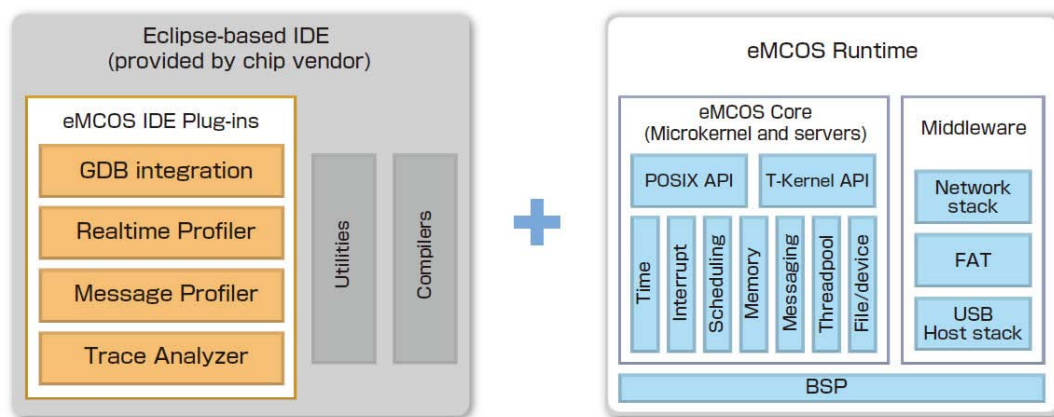 Eclipse-based IDE
(provided by chip vendor)
eMCOS IDE Plug-ins
GDB integration
Realtime Profiler
Message Profiler
Trace Analyzer
Utilities
Compilers
eMCOS Runtime
eMCOS Core
(Microkernel and servers)
POSIX API
T-Kernel API
Time
Interrupt
Scheduling
Memory
Messaging
Threadpool
File/device
Middleware
Network
stack
FAT
USB
Host stack
BSP